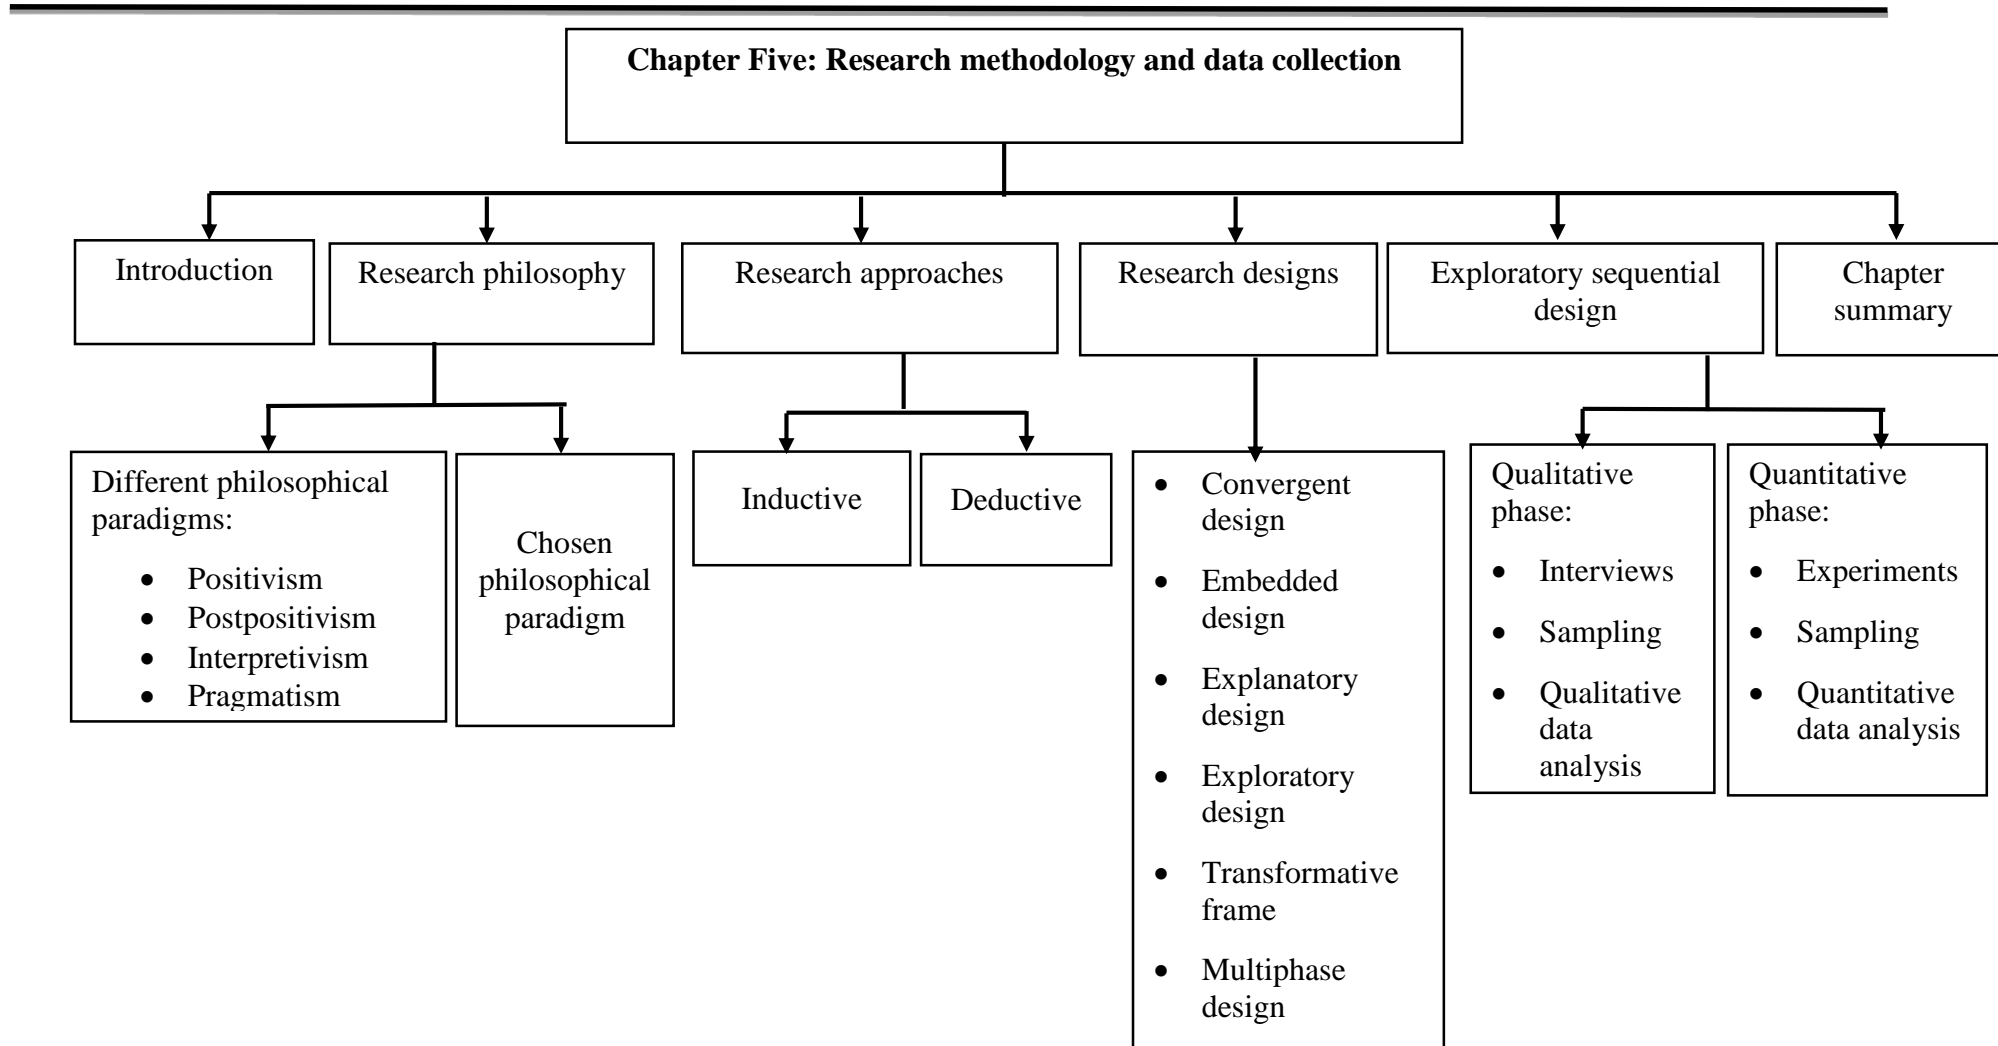 Chapter Five: Research methodology and data collection
Introduction
Research philosophy
Research approaches
Research designs
Exploratory sequential
design
Chapter
summary
Different philosophical
paradigms:
• Positivism
• Postpositivism
• Interpretivism
• Pragmatism
Chosen
philosophical
paradigm
Inductive
Deductive
• Convergent
design
• Embedded
design
• Explanatory
design
• Exploratory
design
• Transformative
frame
• Multiphase
design
Qualitative
phase:
• Interviews
• Sampling
• Qualitative
data
analysis
Quantitative
phase:
• Experiments
• Sampling
• Quantitative
data analysis